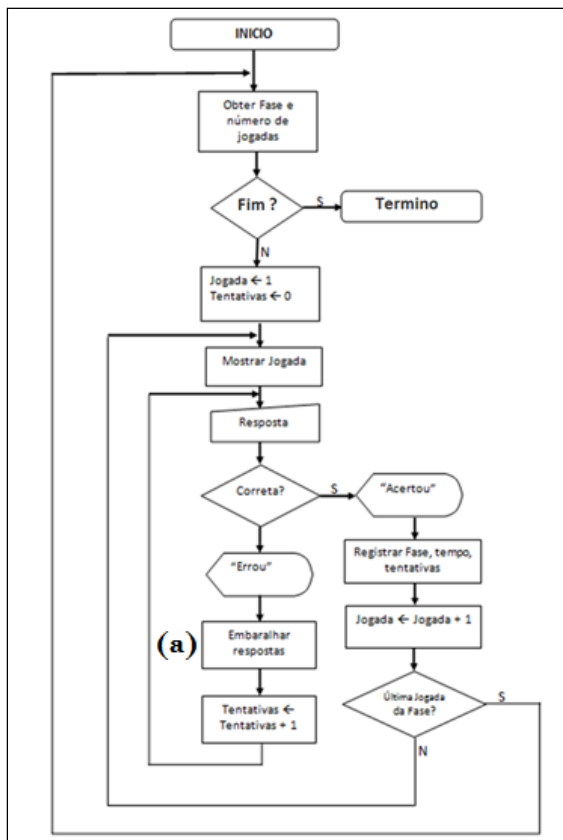 INICIO
Obter Fase e
número de
jogadas
Fim ?
S
Termino
N
Jogada ← 1
Tentativas ← 0
Mostrar Jogada
Resposta
Correta?
S
"Acertou"
"Errou"
Registrar Fase, tempo,
tentativas
(a)
Embaralhar
respostas
Jogada ← Jogada + 1
Tentativas ←
Tentativas + 1
Última Jogada
da Fase?
S
N